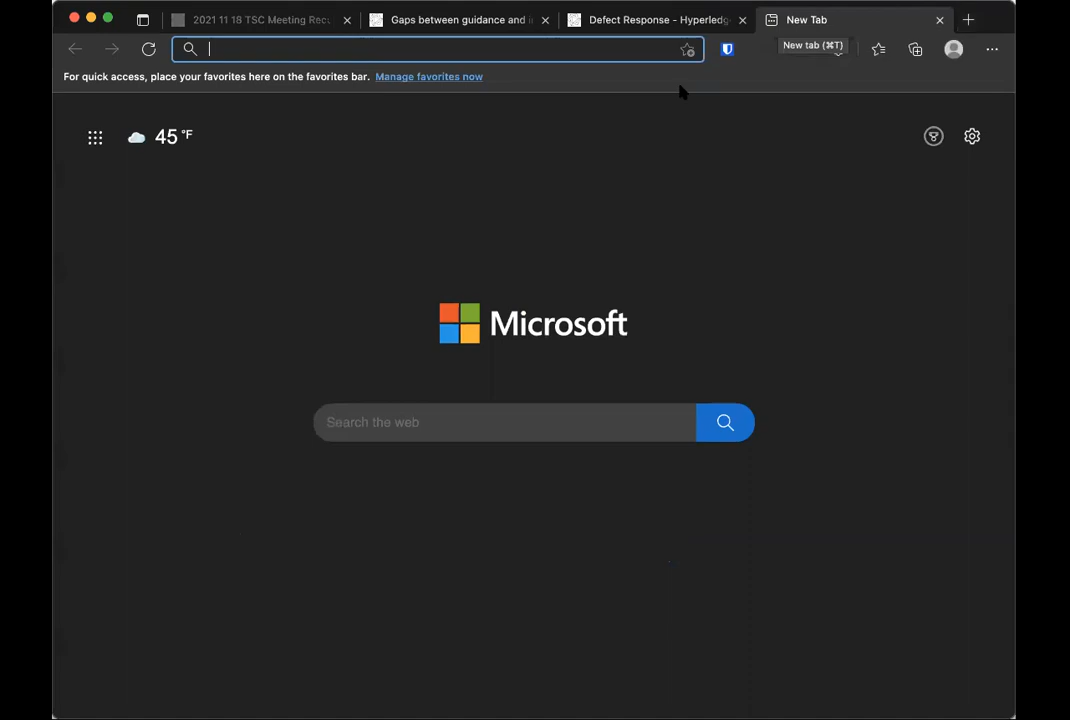 2021 11 18 TSC Meeting Recu
Gaps between guidance and i
Defect Response - Hyperledg
New Tab
New tab (⌘T)
For quick access, place your favorites here on the favorites bar. Manage favorites now
45 °F
Microsoft
Search the web